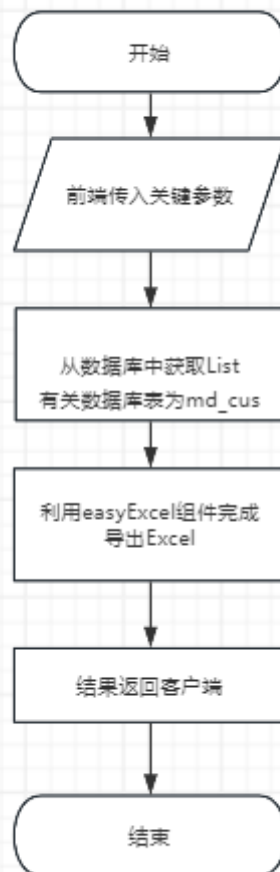 开始
前端传入关键参数
从数据库中获取List
有关数据库表为md_cus
利用easyExcel组件完成
导出Excel
结果返回客户端
结束